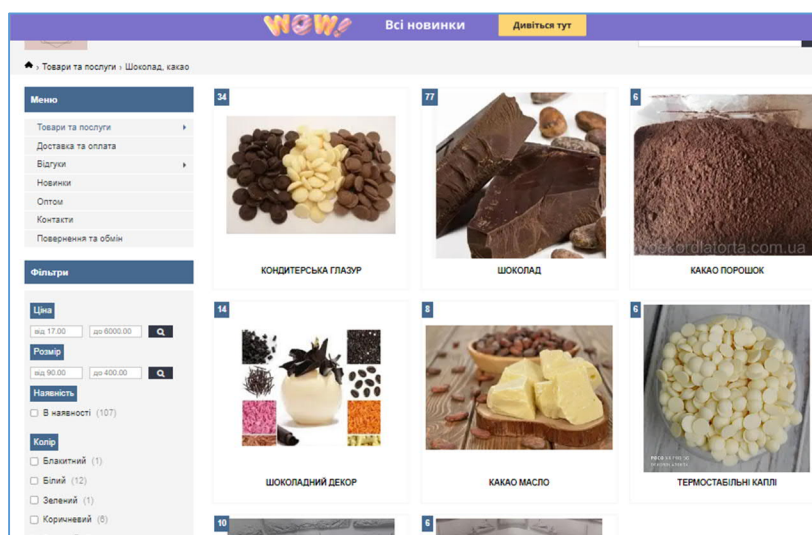 WOW!
Всі новинки
Дивіться тут
› Товари та послуги › Шоколад, какао
Меню
Товари та послуги
Доставка та оплата
Відгуки
Новинки
Оптом
Контакти
Повернення та обмін
Фільтри
Ціна
від 17.00 до 6000.00
Розмір
від 90.00 до 400.00
Наявність
В наявності (107)
Колір
Блакитний (1)
Білий (12)
Зелений (1)
Коричневий (6)
34
КОНДИТЕРСЬКА ГЛАЗУР
77
ШОКОЛАД
6
КАКАО ПОРОШОК
14
ШОКОЛАДНИЙ ДЕКОР
8
КАКАО МАСЛО
6
ТЕРМОСТАБІЛЬНІ КАПЛІ
10
6